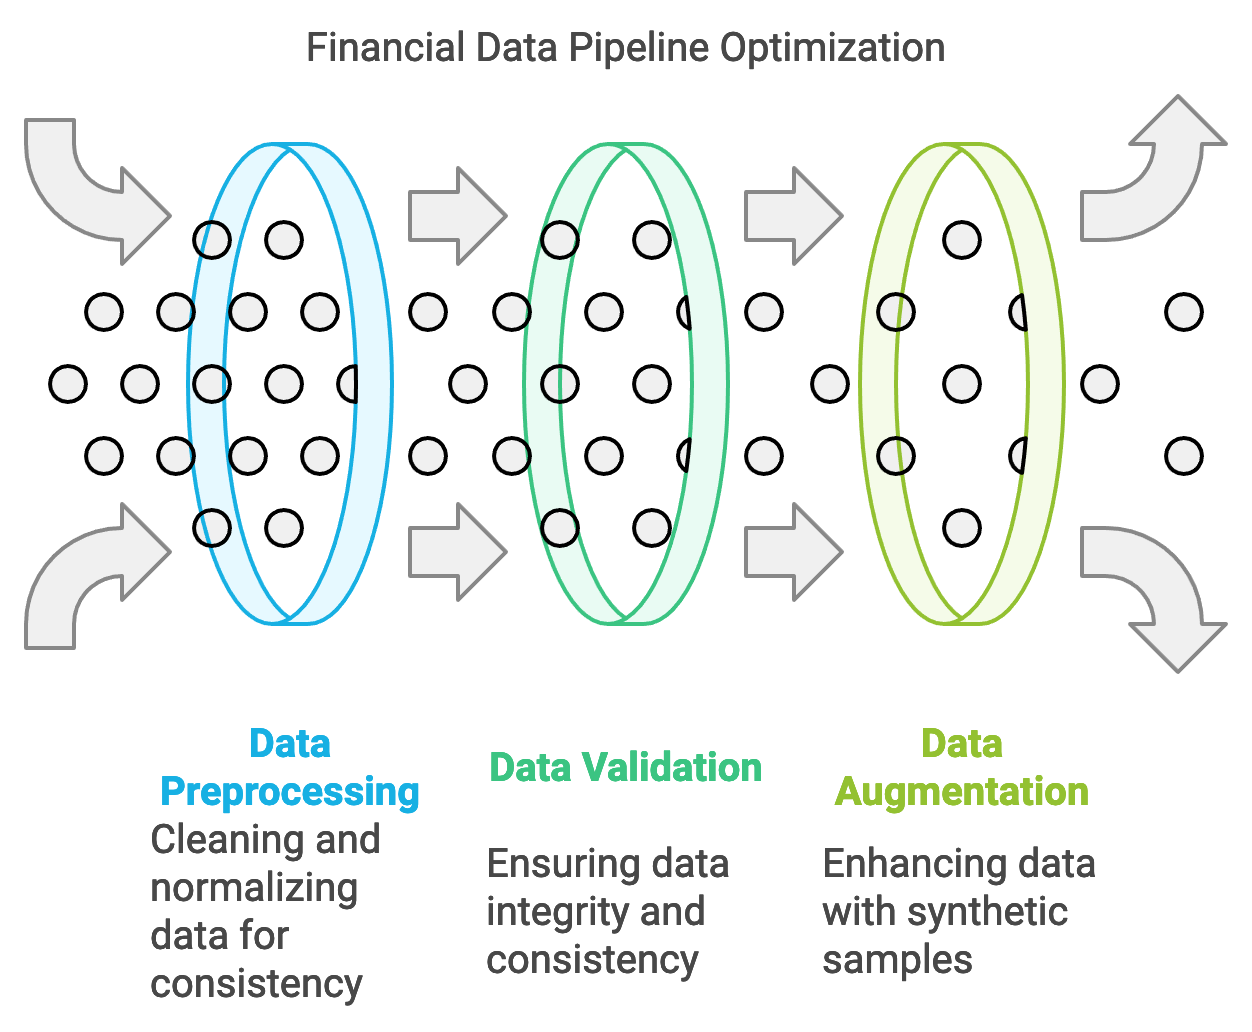 Financial Data Pipeline Optimization
Data
Preprocessing
Cleaning and
normalizing
data for
consistency
Data Validation
Ensuring data
integrity and
consistency
Data
Augmentation
Enhancing data
with synthetic
samples